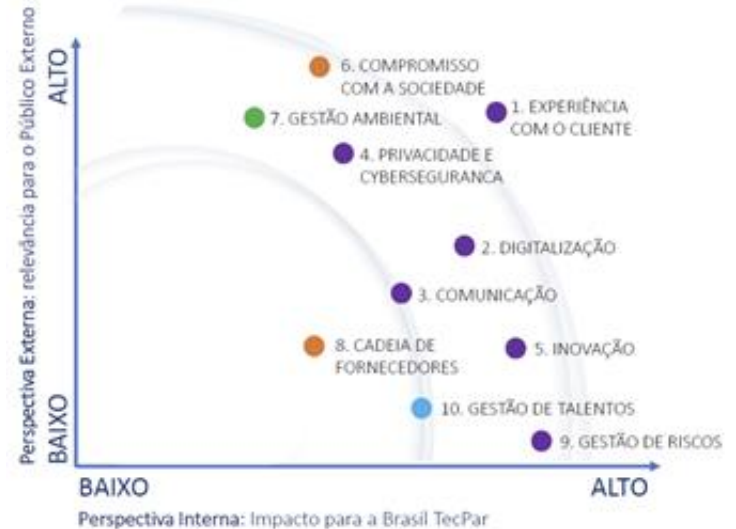 Perspectiva Externa: relevância para o Público Externo
ALTO
BAIXO
6. COMPROMISSO
COM A SOCIEDADE
1. EXPERIÊNCIA
COM O CLIENTE
7. GESTÃO AMBIENTAL
4. PRIVACIDADE E
CYBERSEGURANCA
2. DIGITALIZAÇÃO
3. COMUNICAÇÃO
8. CADEIA DE
FORNECEDORES
5. INOVAÇÃO
10. GESTÃO DE TALENTOS
9. GESTÃO DE RISCOS
BAIXO
ALTO
Perspectiva Interna: Impacto para a Brasil TecPar